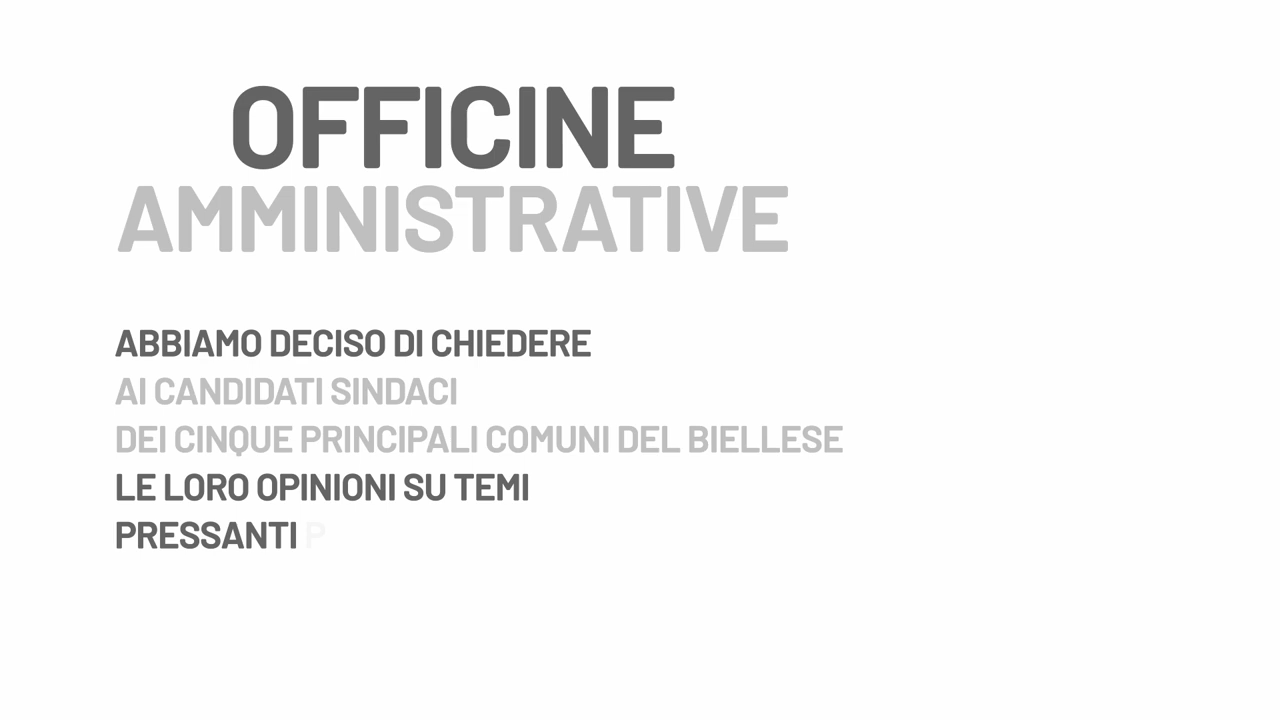 OFFICINE
AMMINISTRATIVE
ABBIAMO DECISO DI CHIEDERE
AI CANDIDATI SINDACI
DEI CINQUE PRINCIPALI COMUNI DEL BIELLESE
LE LORO OPINIONI SU TEMI
PRESSANTI P